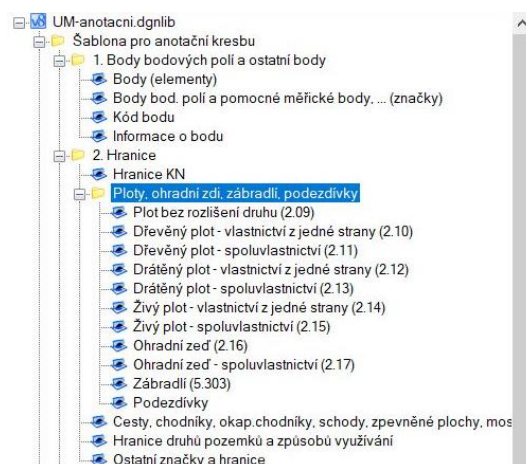 UM-anotacni.dgnlib
Šablona pro anotační kresbu
1. Body bodových polí a ostatní body
Body (elementy)
Body bod. polí a pomocné měřické body, ... (značky)
Kód bodu
Informace o bodu
2. Hranice
Hranice KN
Ploty, ohradní zdi, zábradlí, podezdívky
Plot bez rozlišení druhu (2.09)
Dřevěný plot - vlastnictví z jedné strany (2.10)
Dřevěný plot - spoluvlastnictví (2.11)
Drátěný plot - vlastnictví z jedné strany (2.12)
Drátěný plot - spoluvlastnictví (2.13)
Živý plot - vlastnictví z jedné strany (2.14)
Živý plot - spoluvlastnictví (2.15)
Ohradní zeď (2.16)
Ohradní zeď - spoluvlastnictví (2.17)
Zábradlí (5.303)
Podezdívky
Cesty, chodníky, okap.chodníky, schody, zpevněné plochy, mos
Hranice druhů pozemků a způsobů využívání
Ostatní značky a hranice